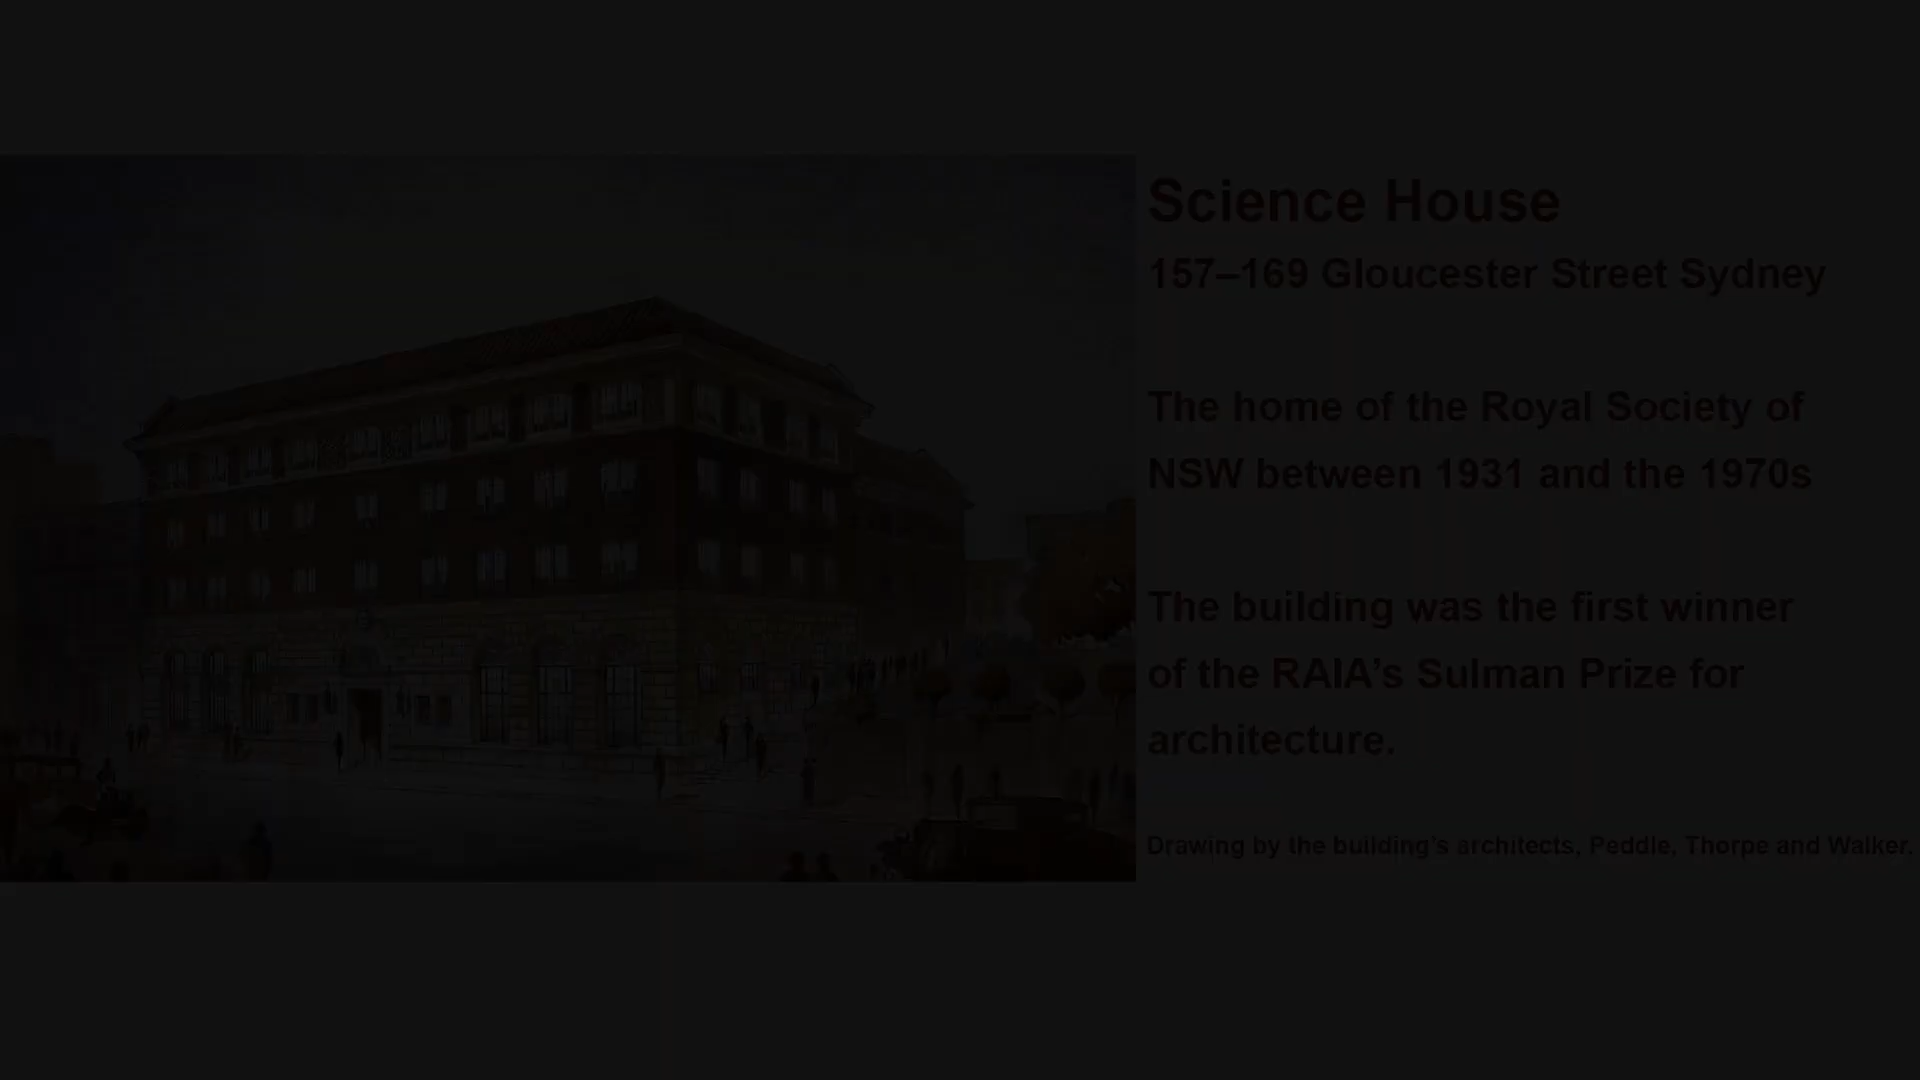 Science House
157–169 Gloucester Street Sydney
The home of the Royal Society of
NSW between 1931 and the 1970s
The building was the first winner
of the RAIA’s Sulman Prize for
architecture.
Drawing by the building’s architects, Peddle, Thorpe and Walker.